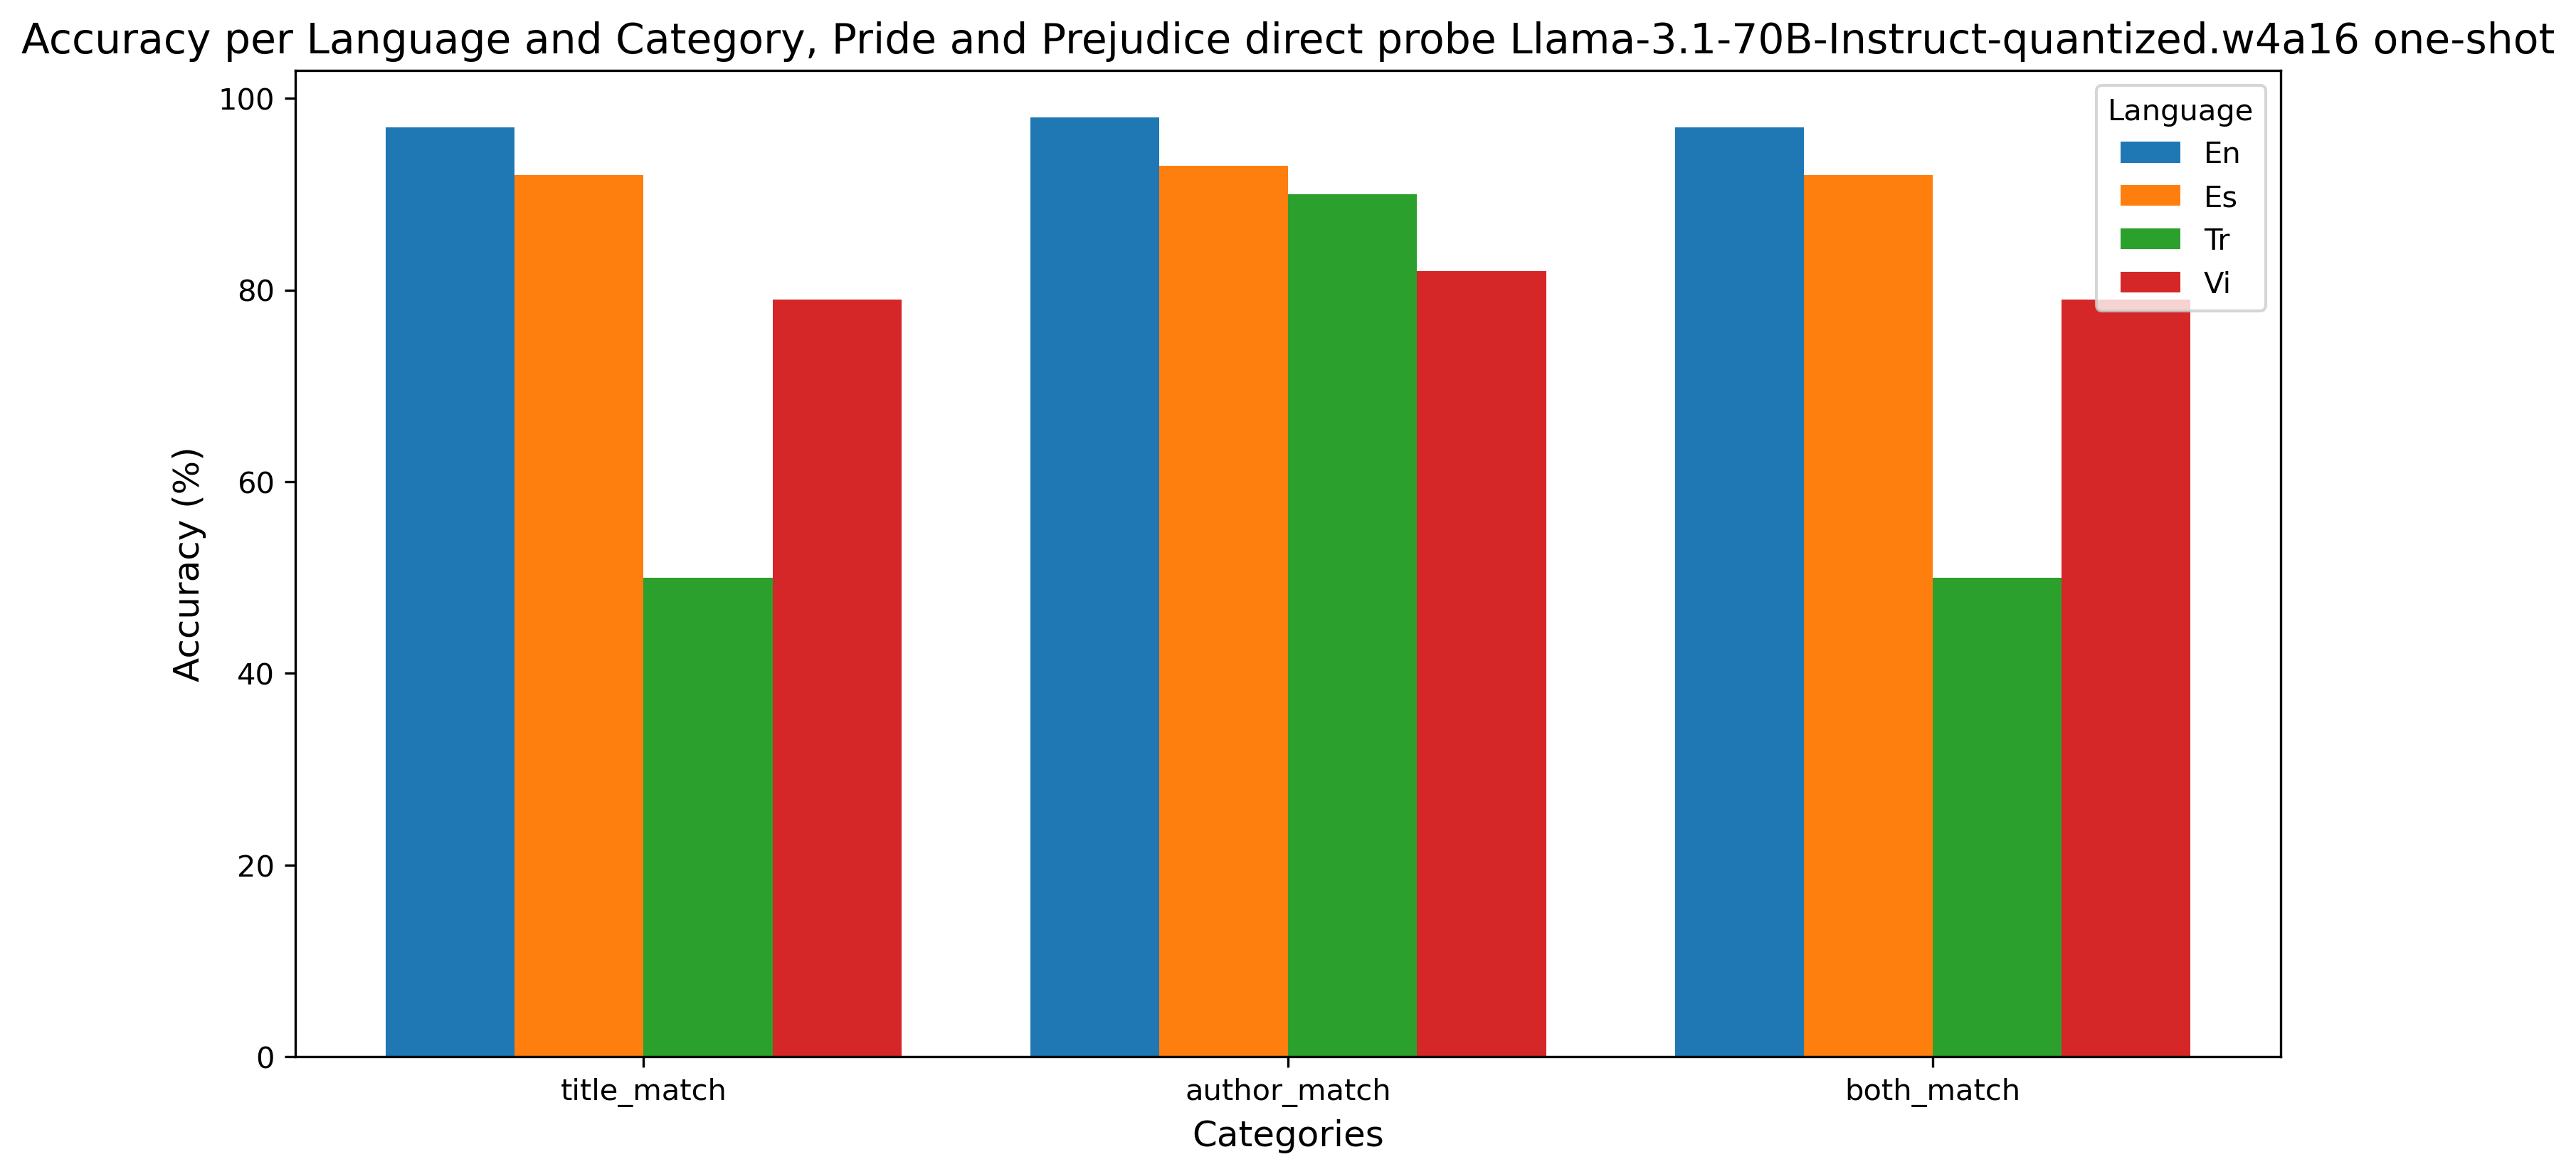 Accuracy per Language and Category, Pride and Prejudice direct probe Llama-3.1-70B-Instruct-quantized.w4a16 one-shot
Language
En
Es
Tr
Vi
Accuracy (%)
100
80
60
40
20
0
title_match
author_match
both_match
Categories